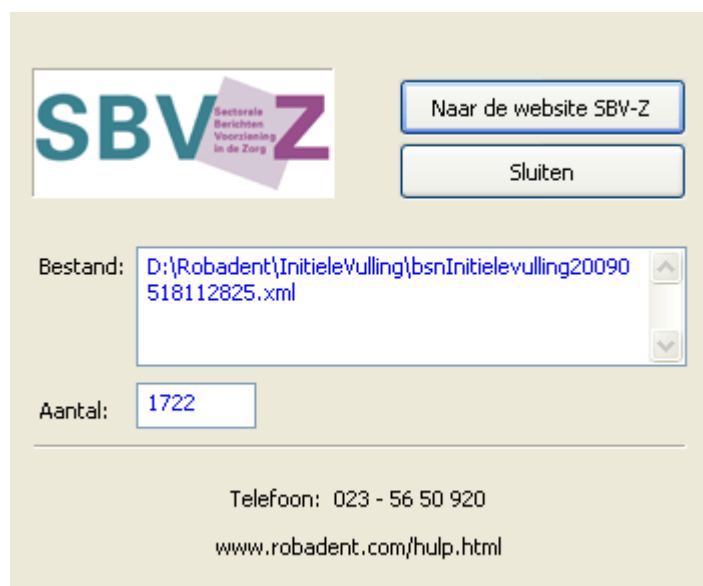 SBV-Z
Sectorale
Berichten
Voorziening
in de Zorg
Naar de website SBV-Z
Sluiten
Bestand:
D:\Robadent\InitieleVulling\bsnInitielevulling20090
518112825.xml
Aantal:
1722
Telefoon: 023 - 56 50 920
www.robadent.com/hulp.html